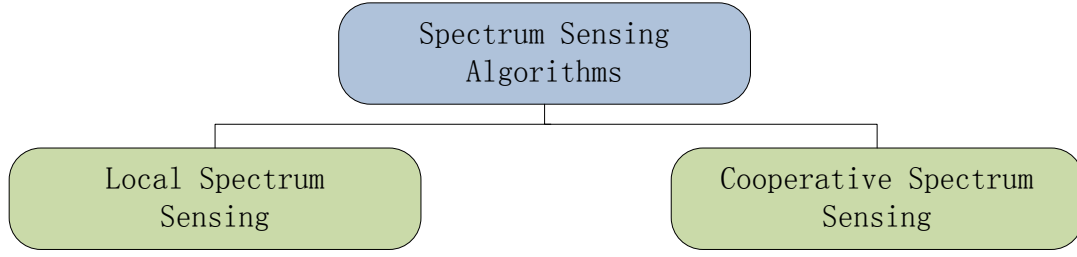 Spectrum Sensing
Algorithms
Local Spectrum
Sensing
Cooperative Spectrum
Sensing